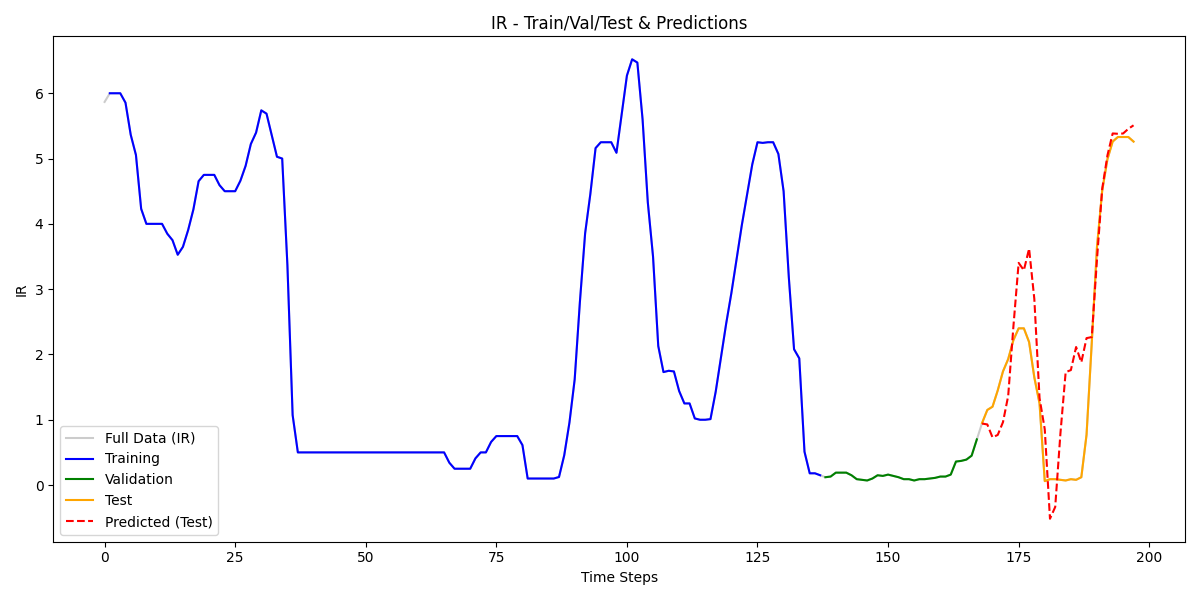 IR - Train/Val/Test & Predictions
IR
6
5
4
3
2
1
0
Full Data (IR)
Training
Validation
Test
Predicted (Test)
0 25 50 75 100 125 150 175 200
Time Steps